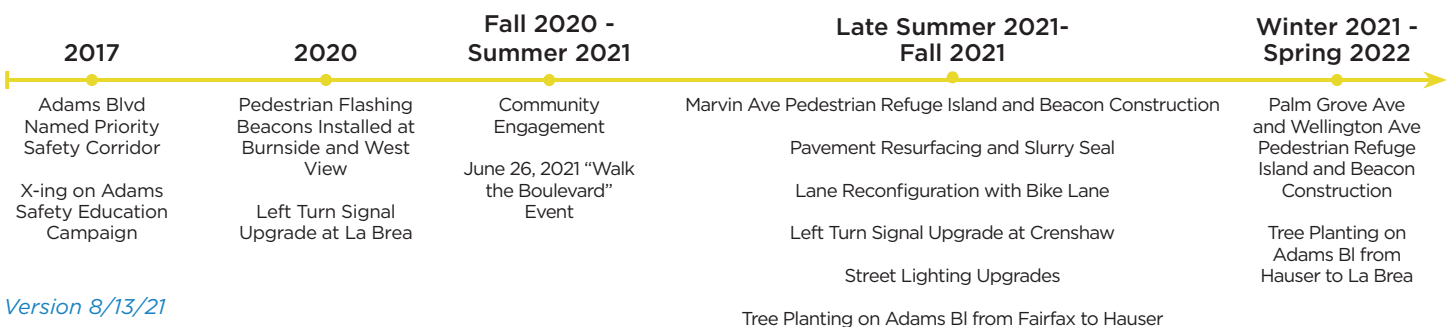 2017
Adams Blvd
Named Priority
Safety Corridor
X-ing on Adams
Safety Education
Campaign
2020
Pedestrian Flashing
Beacons Installed at
Burnside and West
View
Left Turn Signal
Upgrade at La Brea
Fall 2020 -
Summer 2021
Community
Engagement
June 26, 2021 “Walk
the Boulevard”
Event
Late Summer 2021-
Fall 2021
Marvin Ave Pedestrian Refuge Island and Beacon Construction
Pavement Resurfacing and Slurry Seal
Lane Reconfiguration with Bike Lane
Left Turn Signal Upgrade at Crenshaw
Street Lighting Upgrades
Tree Planting on Adams Bl from Fairfax to Hauser
Winter 2021 -
Spring 2022
Palm Grove Ave
and Wellington Ave
Pedestrian Refuge
Island and Beacon
Construction
Tree Planting on
Adams Bl from
Hauser to La Brea
Version 8/13/21